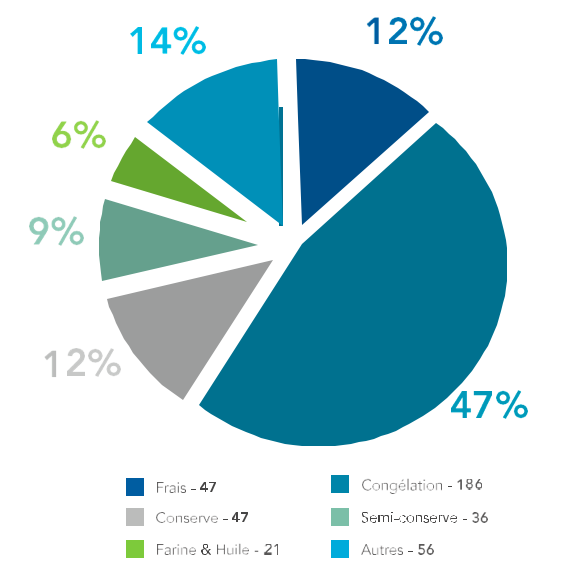 14%
12%
6%
9%
12%
47%
Frais - 47
Congélation - 186
Conserve - 47
Semi-conserve - 36
Farine & Huile - 21
Autres - 56